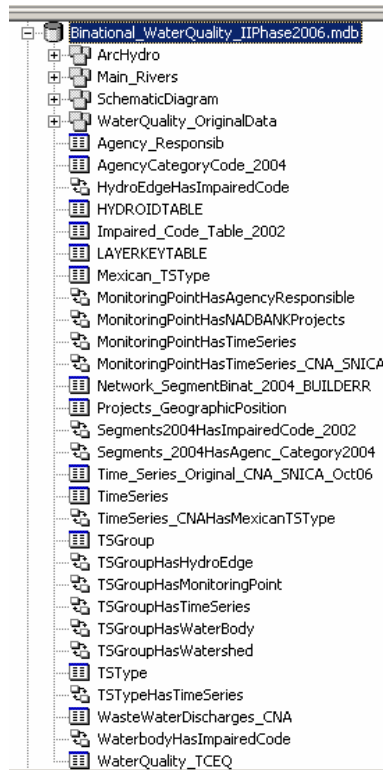 Binational_WaterQuality_IIPhase2006.mdb
ArcHydro
Main_Rivers
SchematicDiagram
WaterQuality_OriginalData
Agency_Responsib
AgencyCategoryCode_2004
HydroEdgeHasImpairedCode
HYDROIDTABLE
Impaired_Code_Table_2002
LAYERKEYTABLE
Mexican_TSType
MonitoringPointHasAgencyResponsible
MonitoringPointHasNADBANKProjects
MonitoringPointHasTimeSeries
MonitoringPointHasTimeSeries_CNA_SNICA
Network_SegmentBinat_2004_BUILDERR
Projects_GeographicPosition
Segments2004HasImpairedCode_2002
Segments_2004HasAgenc_Category2004
Time_Series_Original_CNA_SNICA_Oct06
TimeSeries
TimeSeries_CNAHasMexicanTSType
TSGroup
TSGroupHasHydroEdge
TSGroupHasMonitoringPoint
TSGroupHasTimeSeries
TSGroupHasWaterBody
TSGroupHasWatershed
TSType
TSTypeHasTimeSeries
WasteWaterDischarges_CNA
WaterbodyHasImpairedCode
WaterQuality_TCEQ